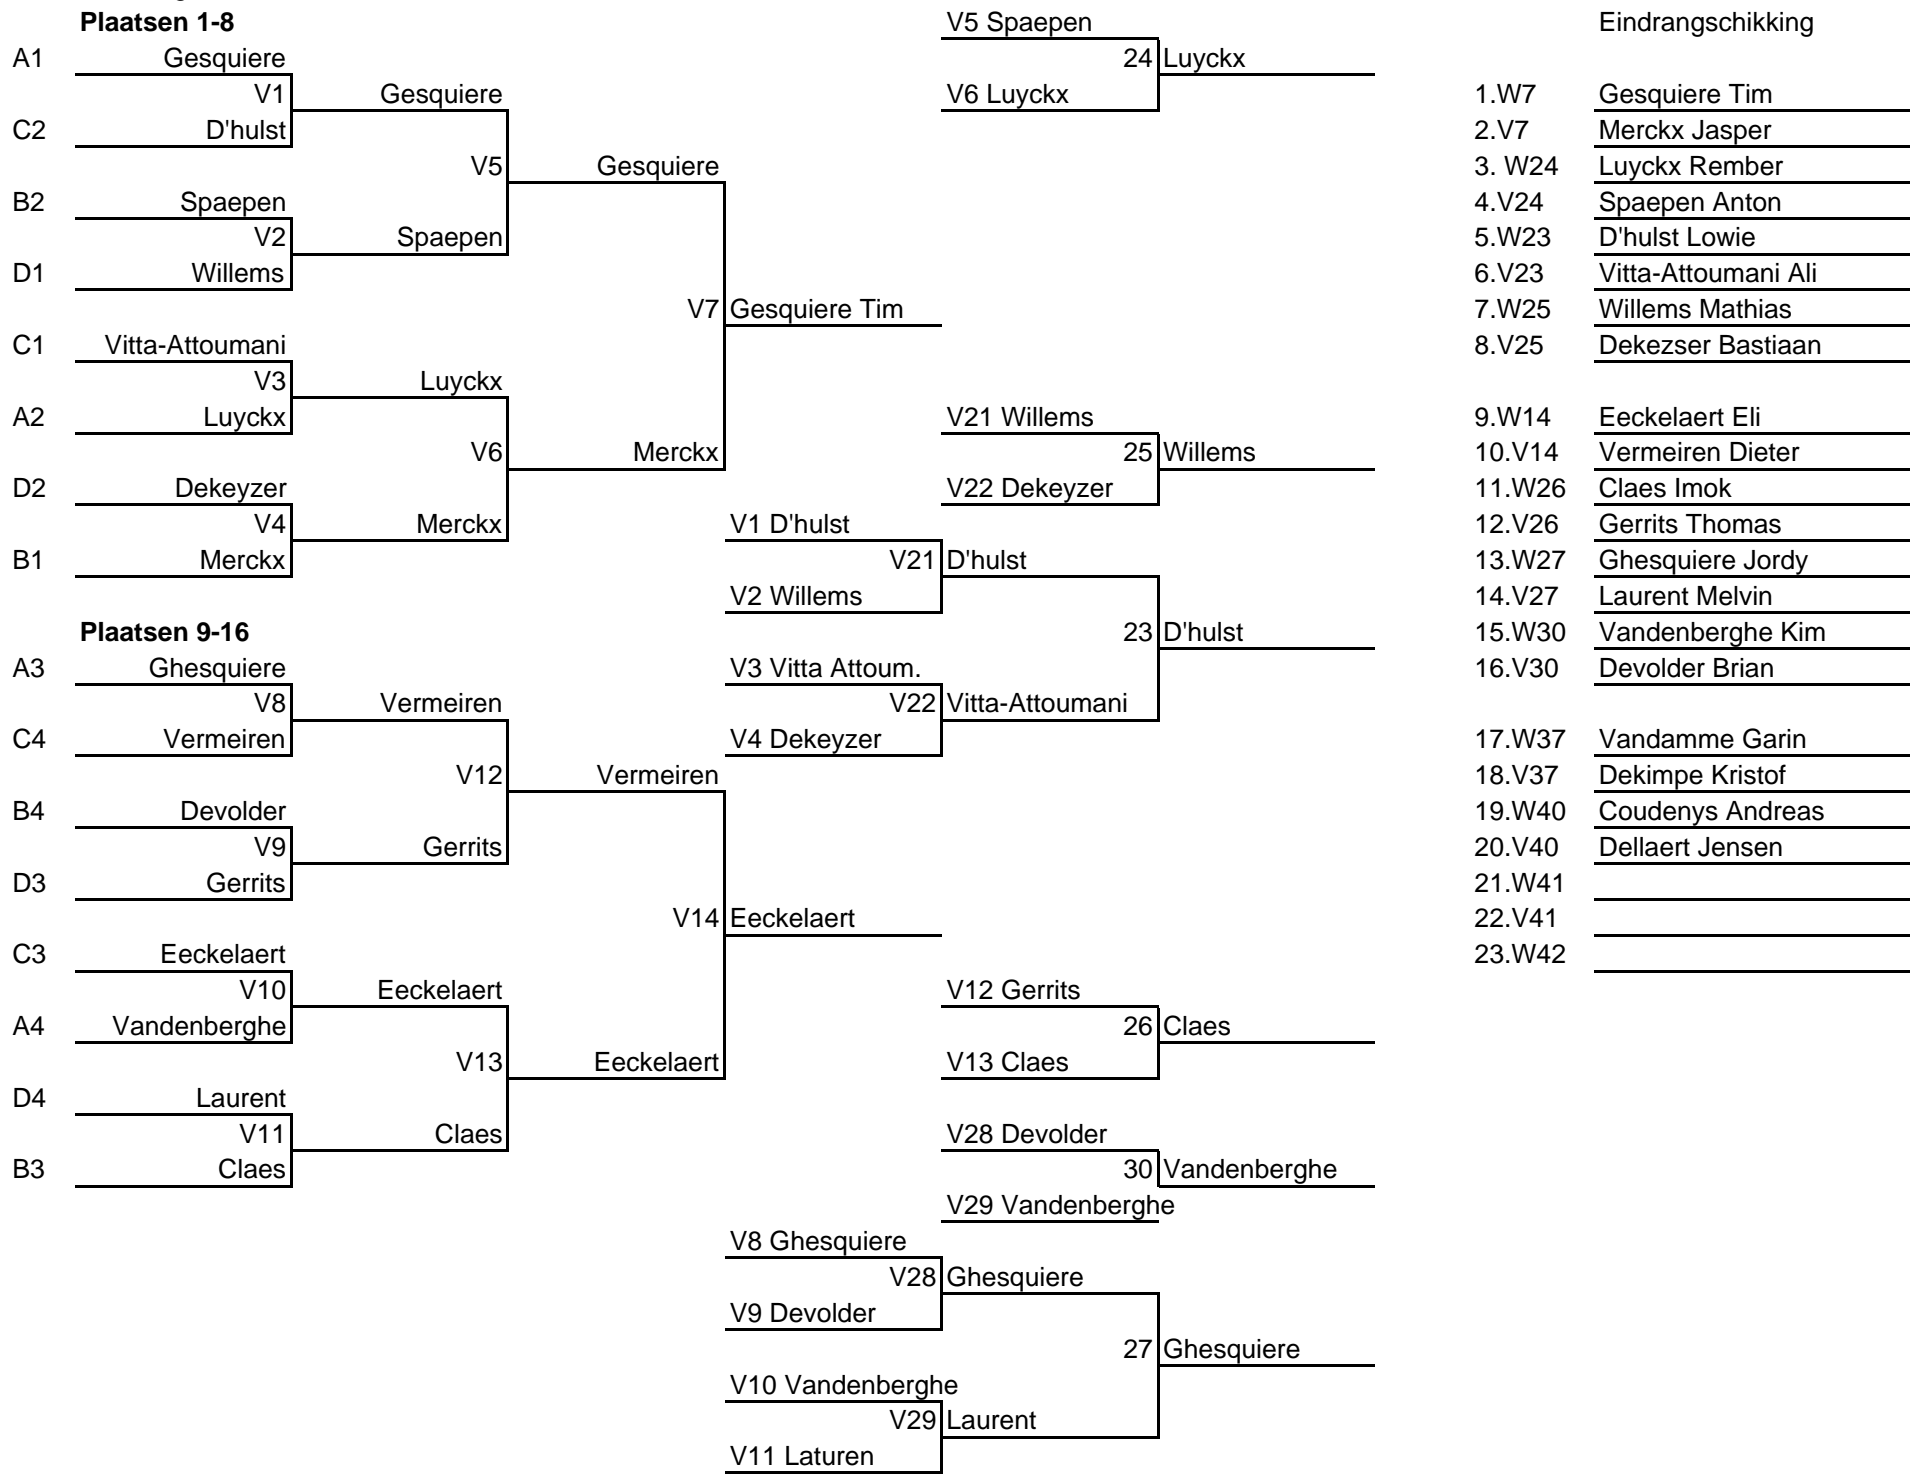 Plaatsen 1-8 V5 Spaepen Eindrangschikking
A1 Gesquiere 24 Luyckx
V1 Gesquiere V6 Luyckx 1.W7 Gesquiere Tim
C2 D'hulst 2.V7 Merckx Jasper
V5 Gesquiere 3. W24 Luyckx Rember
B2 Spaepen 4.V24 Spaepen Anton
V2 Spaepen 5.W23 D'hulst Lowie
D1 Willems 6.V23 Vitta-Attoumani Ali
V7 Gesquiere Tim 7.W25 Willems Mathias
C1 Vitta-Attoumani 8.V25 Dekezser Bastiaan
V3 Luyckx
A2 Luyckx V21 Willems 9.W14 Eeckelaert Eli
V6 Merckx 25 Willems 10.V14 Vermeiren Dieter
D2 Dekeyzer V22 Dekeyzer 11.W26 Claes Imok
V4 Merckx V1 D'hulst 12.V26 Gerrits Thomas
B1 Merckx V21 D'hulst 13.W27 Ghesquiere Jordy
V2 Willems 14.V27 Laurent Melvin
Plaatsen 9-16 23 D'hulst 15.W30 Vandenberghe Kim
A3 Ghesquiere V3 Vitta Attoum. 16.V30 Devolder Brian
V8 Vermeiren V22 Vitta-Attoumani
C4 Vermeiren V4 Dekeyzer 17.W37 Vandamme Garin
V12 Vermeiren 18.V37 Dekimpe Kristof
B4 Devolder 19.W40 Coudenys Andreas
V9 Gerrits 20.V40 Dellaert Jensen
D3 Gerrits 21.W41
V14 Eeckelaert 22.V41
C3 Eeckelaert 23.W42
V10 Eeckelaert V12 Gerrits
A4 Vandenberghe 26 Claes
V13 Eeckelaert V13 Claes
D4 Laurent
V11 Claes V28 Devolder
B3 Claes 30 Vandenberghe
V29 Vandenberghe
V8 Ghesquiere
V28 Ghesquiere
V9 Devolder
27 Ghesquiere
V10 Vandenberghe
V29 Laurent
V11 Laturen